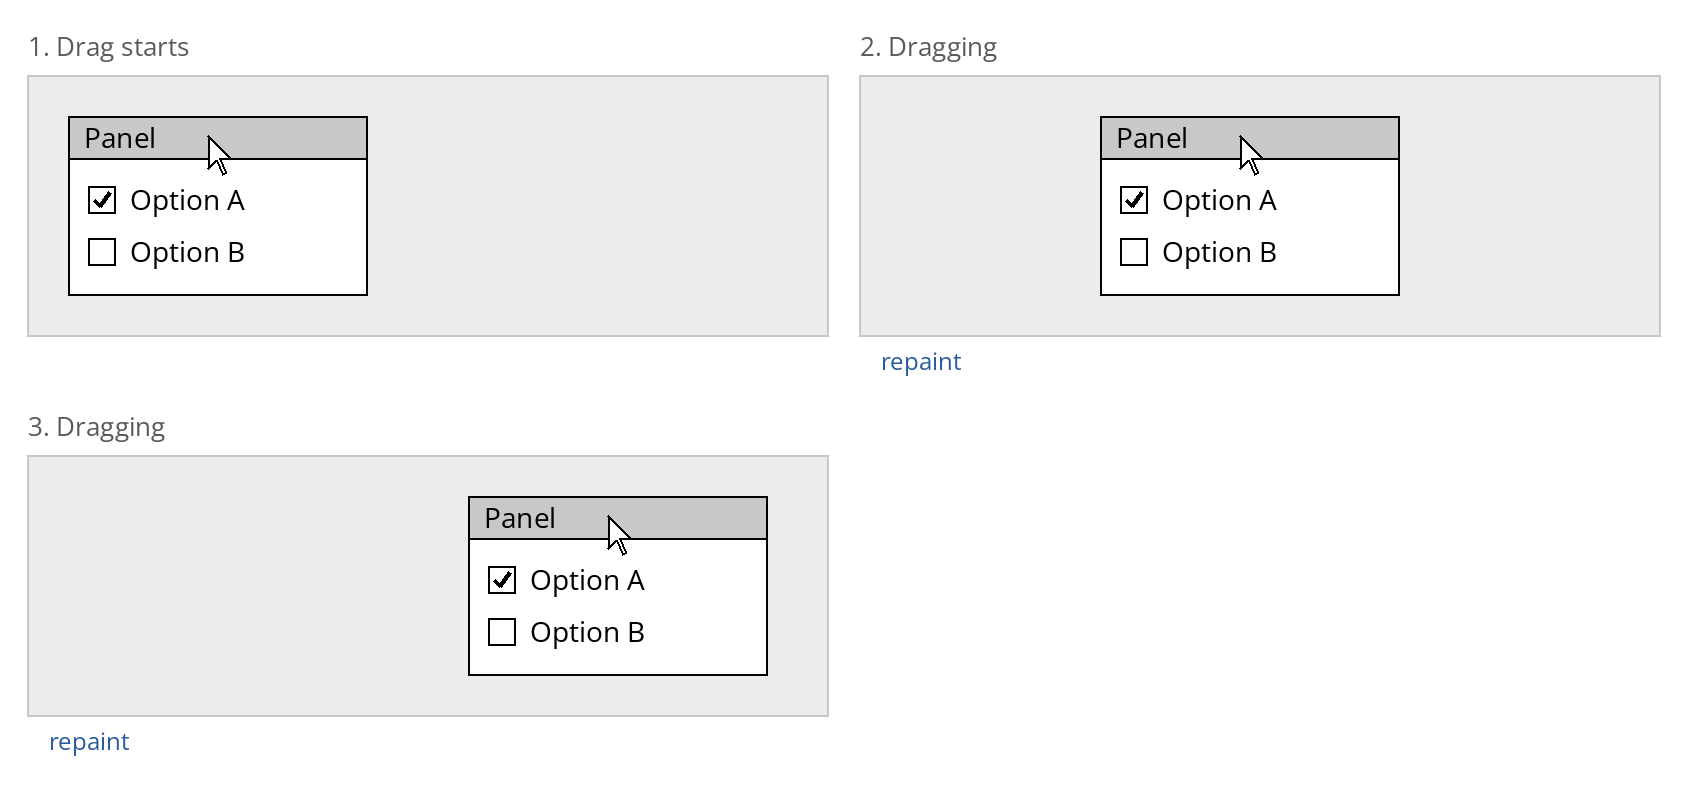 1. Drag starts
Panel
Option A
Option B
2. Dragging
Panel
Option A
Option B
repaint
3. Dragging
Panel
Option A
Option B
repaint